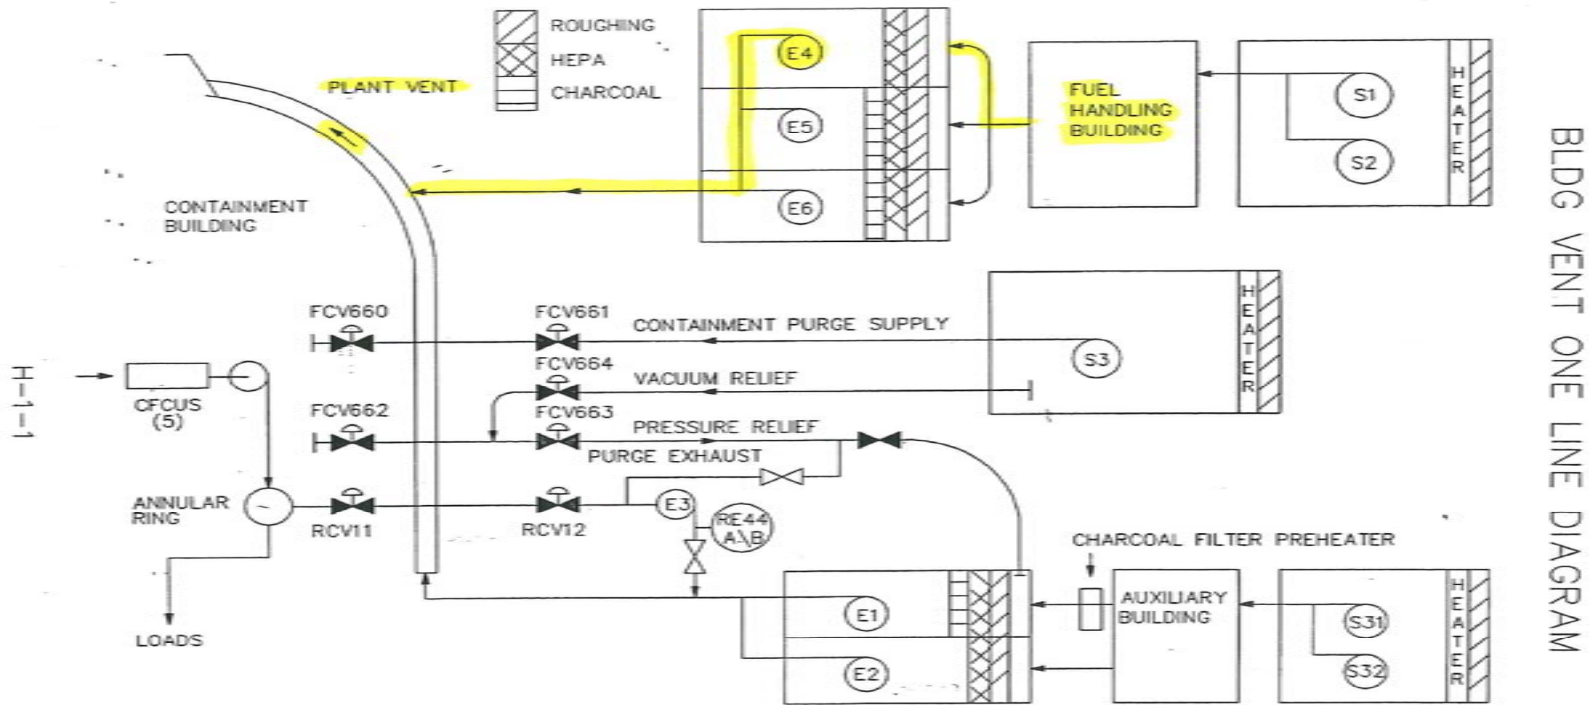 BLDG VENT ONE LINE DIAGRAM
ROUGHING
HEPA
CHARCOAL
PLANT VENT
CONTAINMENT
BUILDING
E4
E5
E6
FUEL
HANDLING
BUILDING
S1
S2
HEATER
FCV660
FCV661
CONTAINMENT PURGE SUPPLY
S3
HEATER
FCV664
VACUUM RELIEF
CFCUS
(5)
FCV662
FCV663
PRESSURE RELIEF
PURGE EXHAUST
ANNULAR
RING
RCV11
RCV12
E3
RE44
A\B
LOADS
CHARCOAL FILTER PREHEATER
E1
E2
AUXILIARY
BUILDING
S31
S32
HEATER
H-1-1